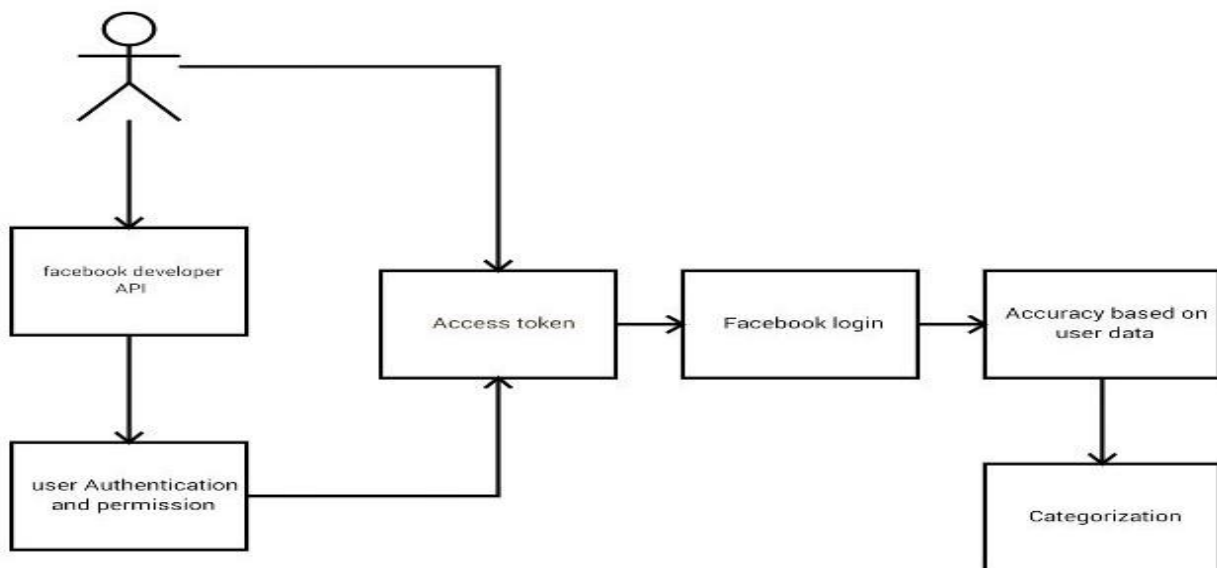 facebook developer
API
Access token
Facebook login
Accuracy based on
user data
user Authentication
and permission
Categorization